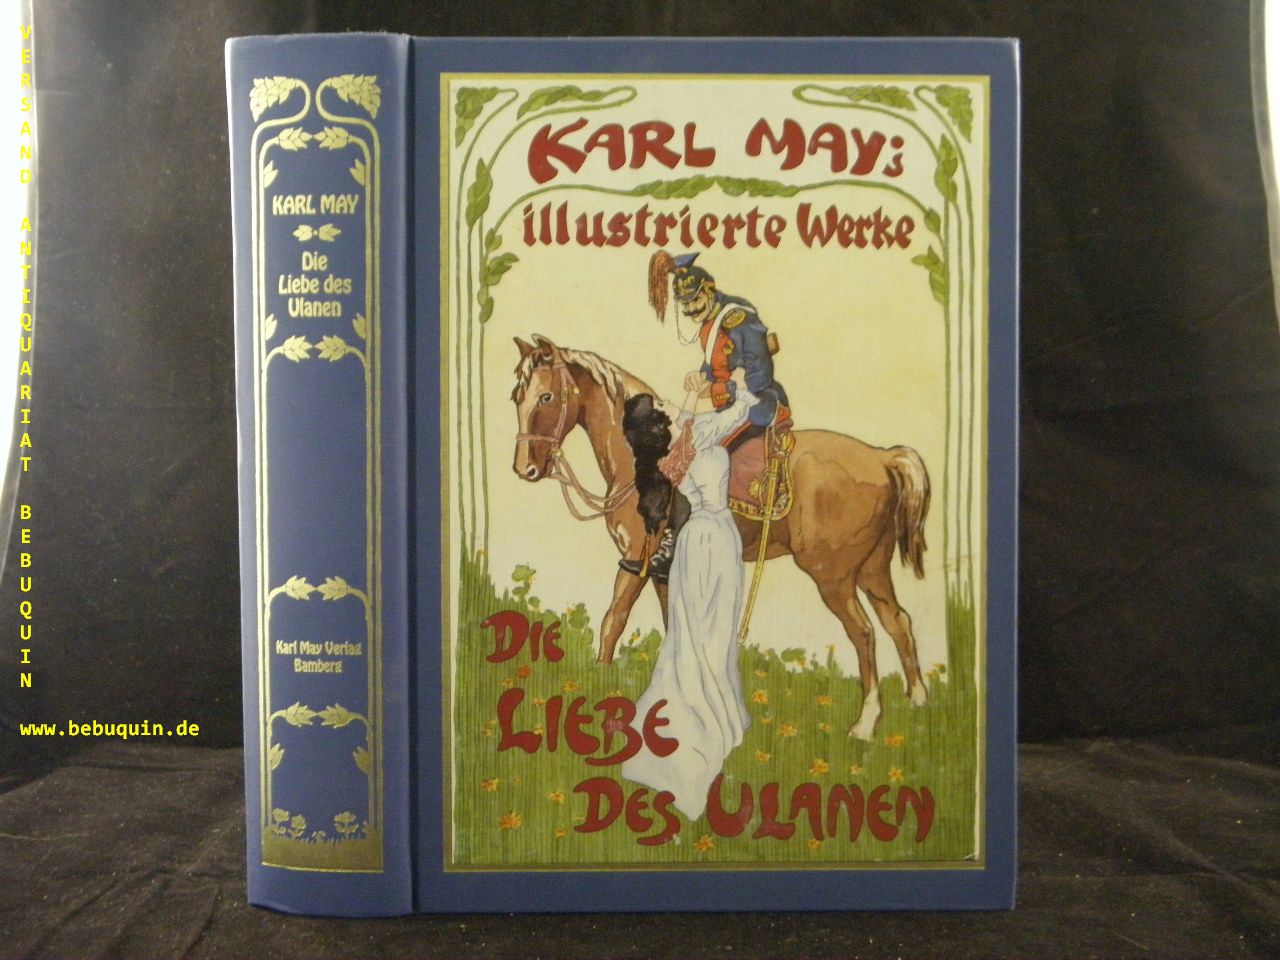 VERSAND ANTIQUARIAT BEBUQUIN
www.bebuquin.de
KARL MAY
Die
Liebe des
Ulanen
Karl May Verlag
Bamberg
KARL MAY:s
illustrierte Werke
DIE
LIEBE
DES ULANEN